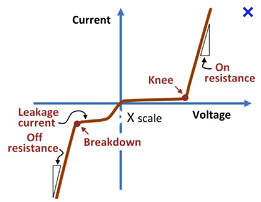 Current
On
resistance
Knee
Leakage
current
X scale
Voltage
Off
resistance
Breakdown